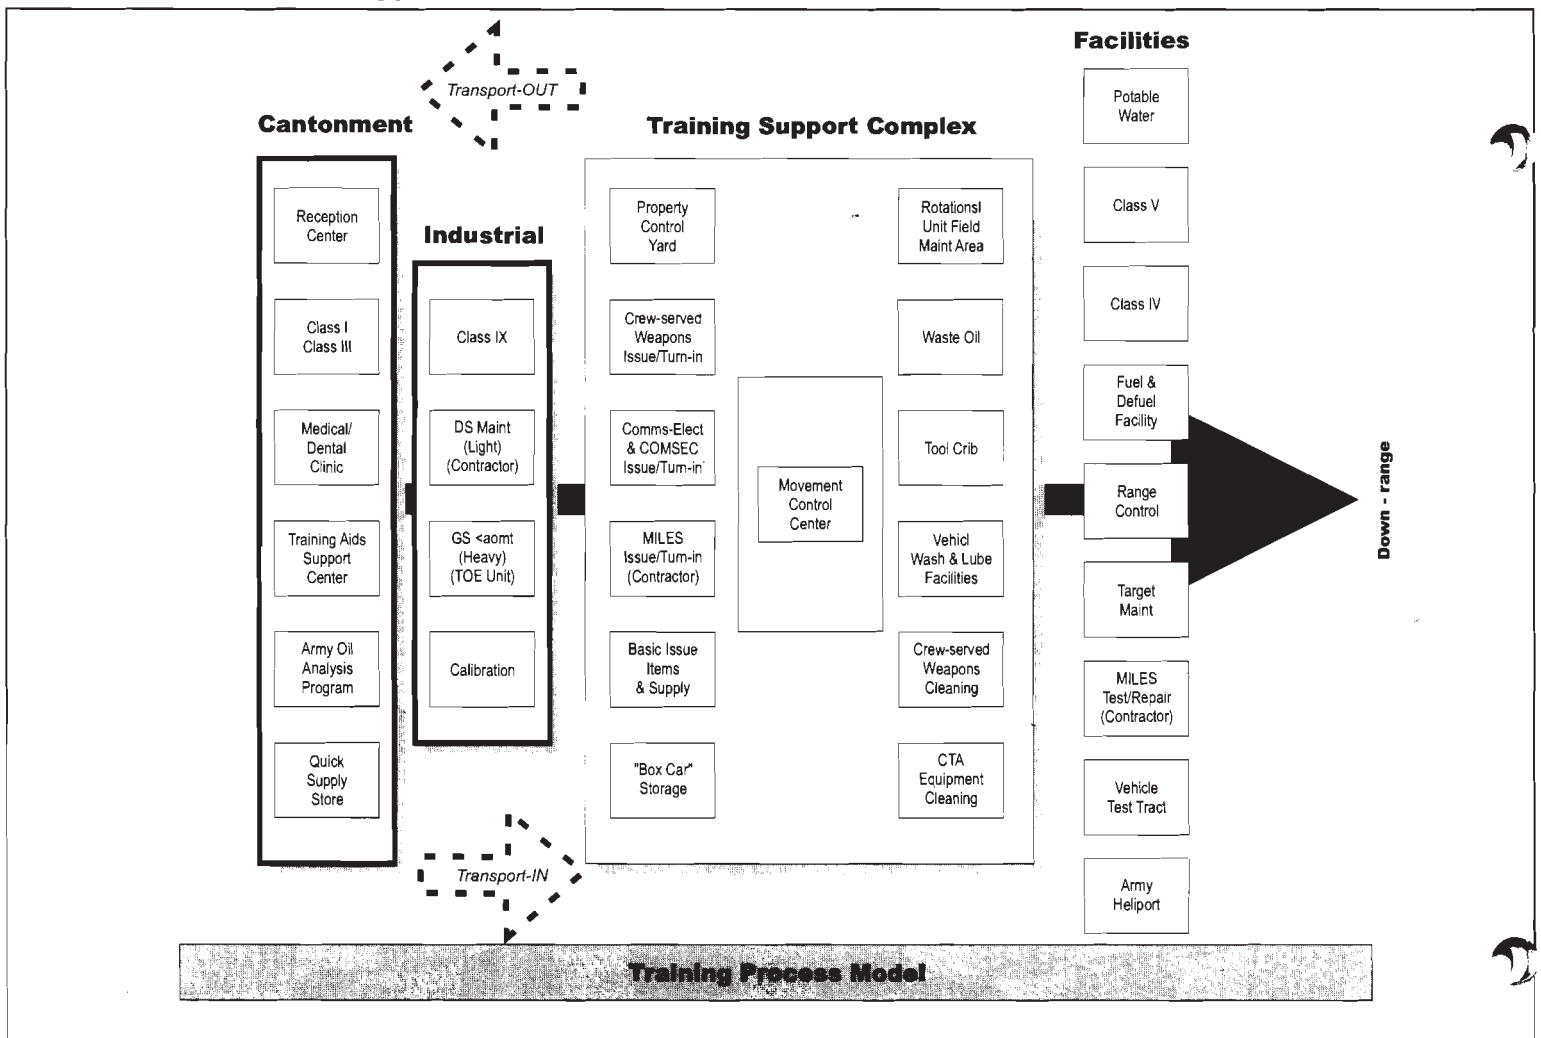 Transport-OUT
Cantonment
Reception
Center
Class I
Class III
Medical/
Dental
Clinic
Training Aids
Support
Center
Army Oil
Analysis
Program
Quick
Supply
Store
Industrial
Class IX
DS Maint
(Light)
(Contractor)
GS <aomt
(Heavy)
(TOE Unit)
Calibration
Transport-IN
Training Support Complex
Property
Control
Yard
Crew-served
Weapons
Issue/Turn-in
Comms-Elect
& COMSEC
Issue/Turn-in
MILES
Issue/Turn-in
(Contractor)
Basic Issue
Items
& Supply
"Box Car"
Storage
Movement
Control
Center
Rotationsl
Unit Field
Maint Area
Waste Oil
Tool Crib
Vehicl
Wash & Lube
Facilities
Crew-served
Weapons
Cleaning
CTA
Equipment
Cleaning
Facilities
Potable
Water
Class V
Class IV
Fuel &
Defuel
Facility
Range
Control
Target
Maint
MILES
Test/Repair
(Contractor)
Vehicle
Test Tract
Army
Heliport
Down - range
Training Process Model